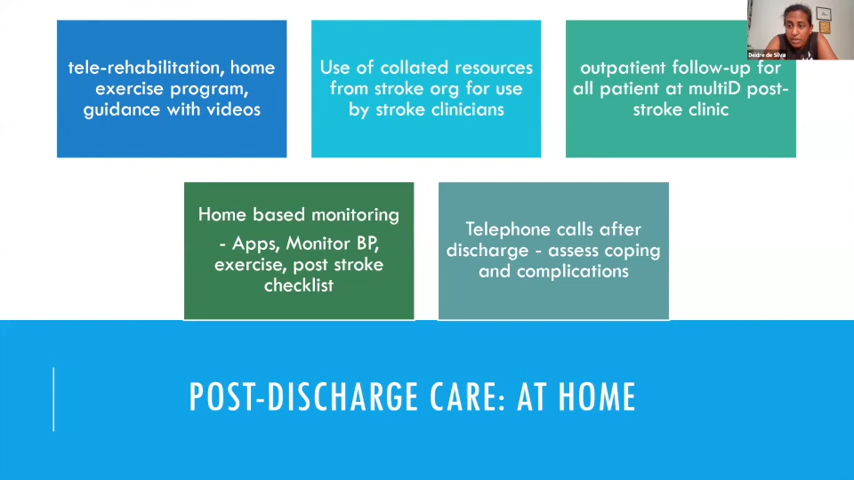 tele-rehabilitation, home
exercise program,
guidance with videos
Use of collated resources
from stroke org for use
by stroke clinicians
outpatient follow-up for
all patient at multiD post-
stroke clinic
Deidre de Silva
Home based monitoring
- Apps, Monitor BP,
exercise, post stroke
checklist
Telephone calls after
discharge - assess coping
and complications
POST-DISCHARGE CARE: AT HOME